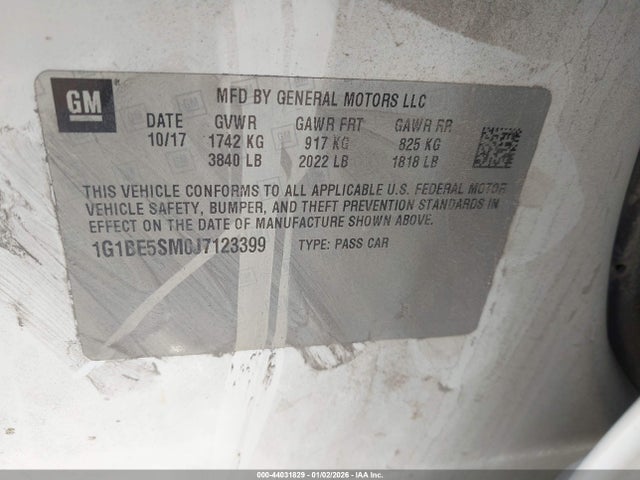 GM
MFD BY GENERAL MOTORS LLC
DATE GVWR GAWR FRT GAWR RR
10/17 1742 KG 917 KG 825 KG
3840 LB 2022 LB 1818 LB
THIS VEHICLE CONFORMS TO ALL APPLICABLE U.S. FEDERAL MOTOR
VEHICLE SAFETY, BUMPER, AND THEFT PREVENTION STANDARDS IN
EFFECT ON THE DATE OF MANUFACTURE SHOWN ABOVE.
1G1BE5SM0J7123399 TYPE: PASS CAR
000-44031829 - 01/02/2026 - IAA Inc.